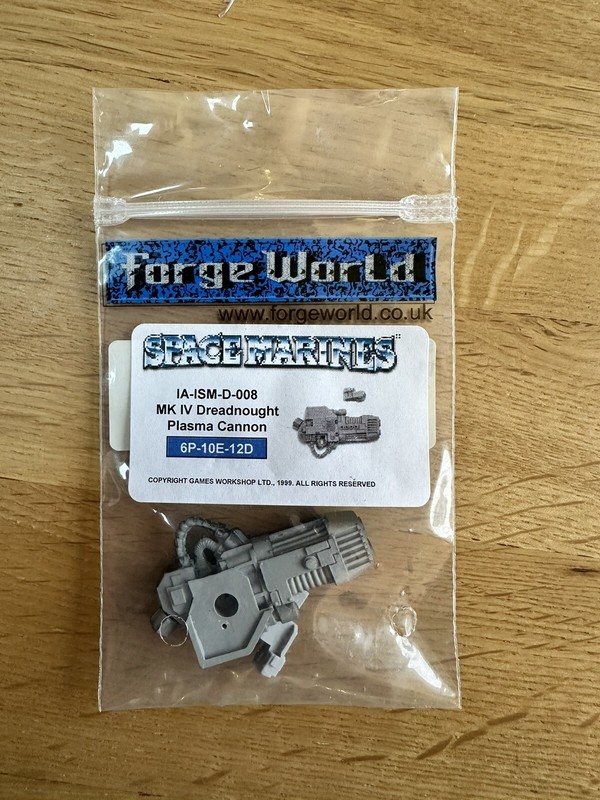 Forge World
www.forgeworld.co.uk
SPACE MARINES
IA-ISM-D-008
MK IV Dreadnought
Plasma Cannon
6P-10E-12D
COPYRIGHT GAMES WORKSHOP LTD., 1999. ALL RIGHTS RESERVED